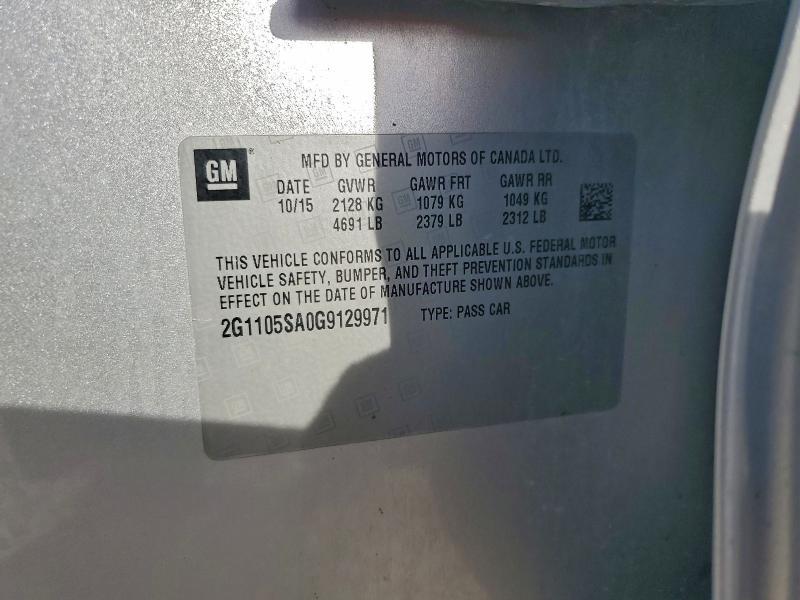 GM ® MFD BY GENERAL MOTORS OF CANADA LTD.
DATE GVWR GAWR FRT GAWR RR
10/15 2128 KG 1079 KG 1049 KG
4691 LB 2379 LB 2312 LB
THIS VEHICLE CONFORMS TO ALL APPLICABLE U.S. FEDERAL MOTOR
VEHICLE SAFETY, BUMPER, AND THEFT PREVENTION STANDARDS IN
EFFECT ON THE DATE OF MANUFACTURE SHOWN ABOVE.
2G1105SA0G9129971 TYPE: PASS CAR